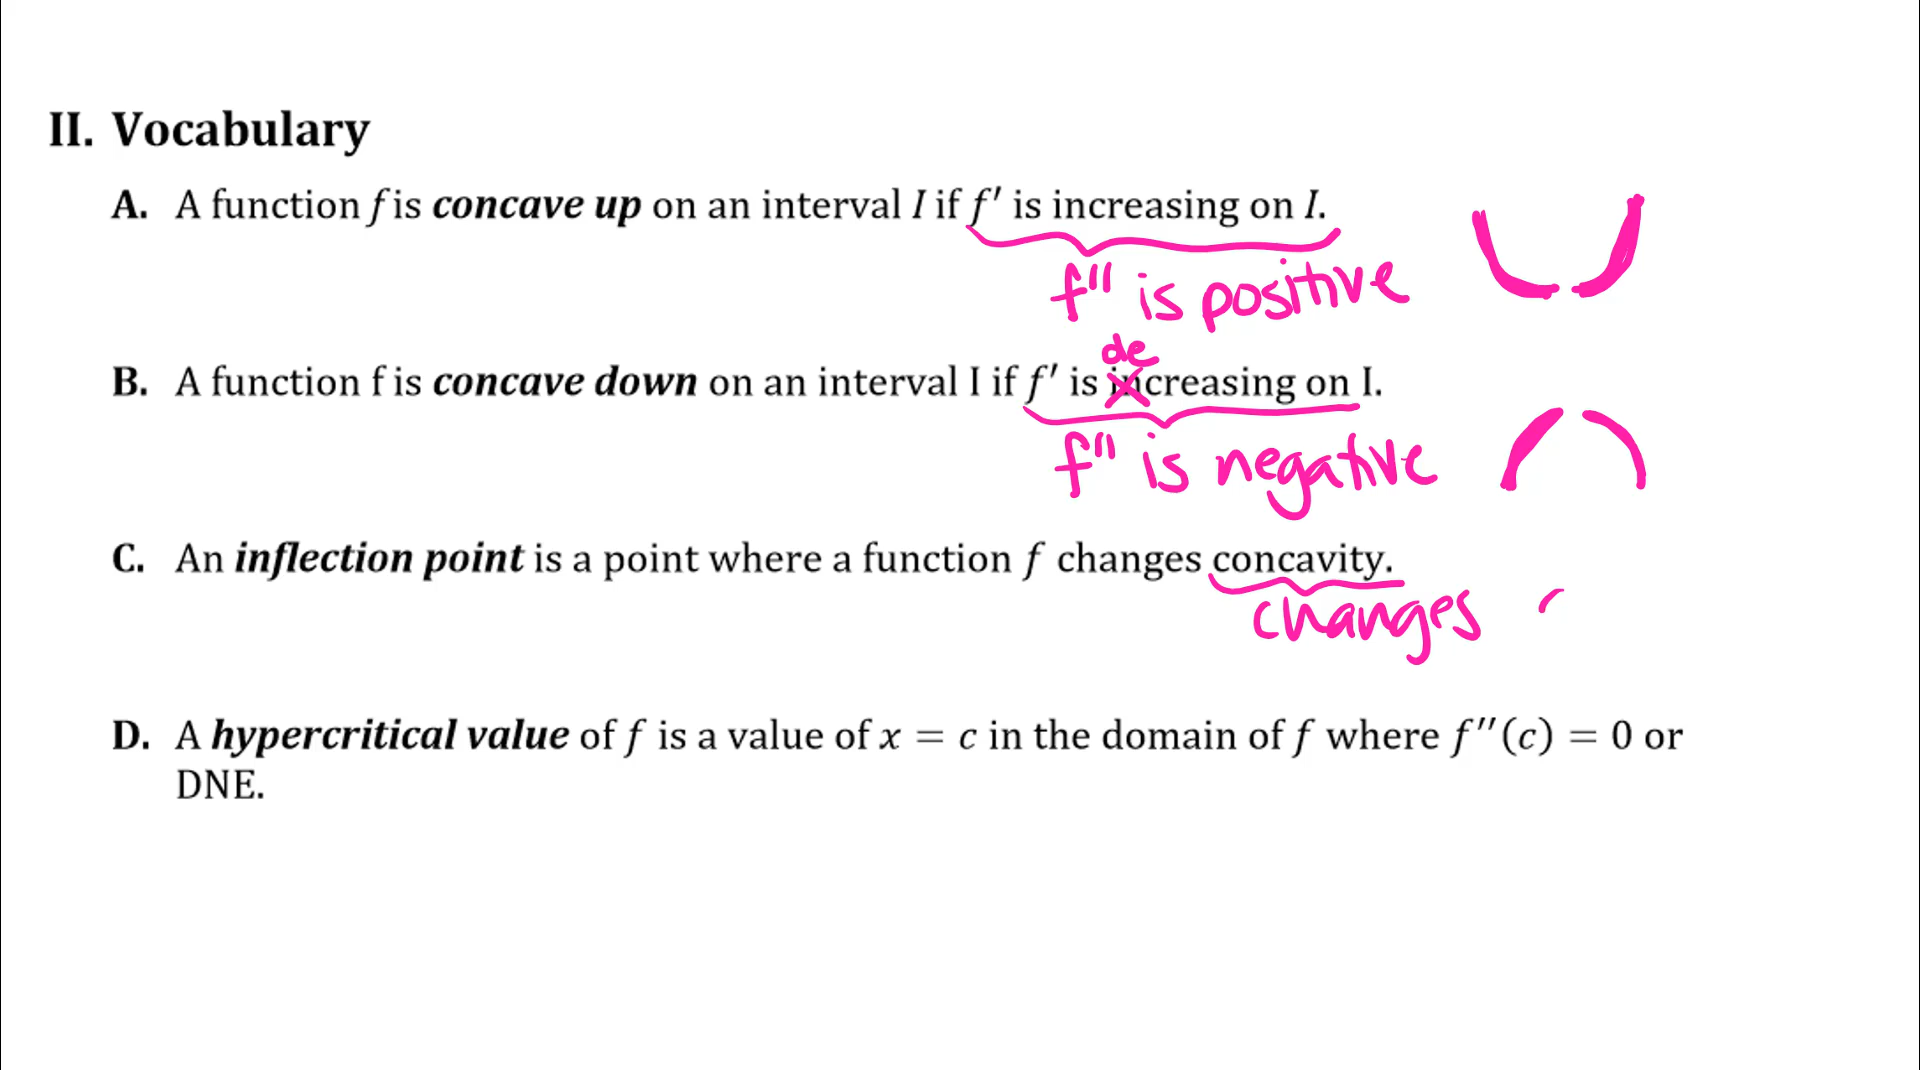 II. Vocabulary
A. A function f is concave up on an interval I if f′ is increasing on I.
f'' is positive
de
B. A function f is concave down on an interval I if f′ is increasing on I.
f'' is negative
C. An inflection point is a point where a function f changes concavity.
changes
D. A hypercritical value of f is a value of x = c in the domain of f where f′′(c) = 0 or
DNE.